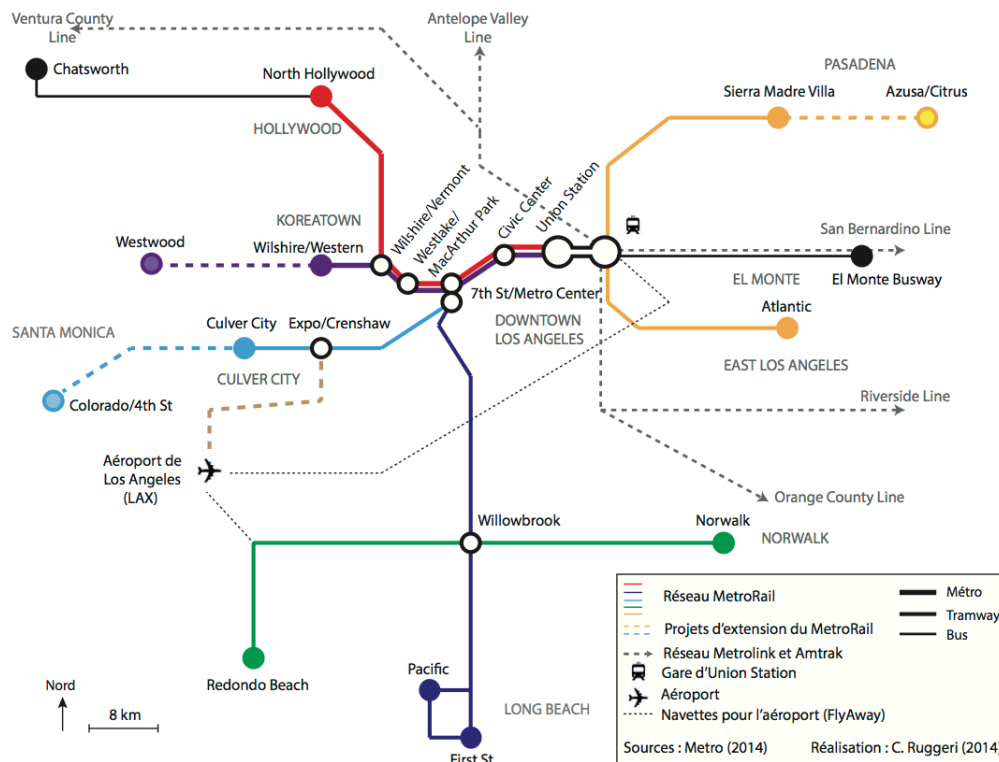 Ventura County
Line
Antelope Valley
Line
Chatsworth
North Hollywood
HOLLYWOOD
PASADENA
Sierra Madre Villa
Azusa/Citrus
KOREATOWN
Wilshire/Vermont
Westlake/
MacArthur Park
Civic Center
Union Station
Westwood
Wilshire/Western
San Bernardino Line
EL MONTE
El Monte Busway
7th St/Metro Center
DOWNTOWN
LOS ANGELES
Atlantic
EAST LOS ANGELES
SANTA MONICA
Culver City
Expo/Crenshaw
CULVER CITY
Colorado/4th St
Riverside Line
Aéroport de
Los Angeles
(LAX)
Orange County Line
Willowbrook
Norwalk
NORWALK
Redondo Beach
Pacific
LONG BEACH
First St
Nord
8 km
Réseau MetroRail
Projets d'extension du MetroRail
Réseau Metrolink et Amtrak
Gare d'Union Station
Aéroport
Navettes pour l'aéroport (FlyAway)
Métro
Tramway
Bus
Sources : Metro (2014)
Réalisation : C. Ruggeri (2014)